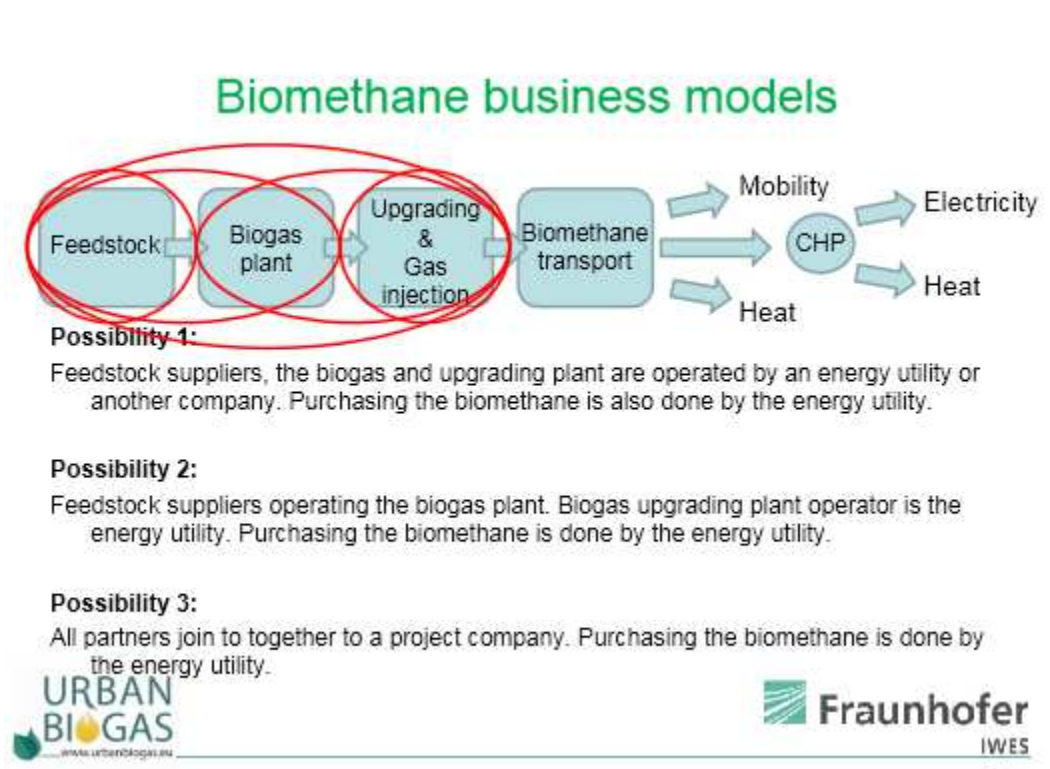 Biomethane business models
Feedstock
Biogas
plant
Upgrading
&
Gas
injection
Biomethane
transport
Mobility
CHP
Heat
Electricity
Heat
Possibility 1:
Feedstock suppliers, the biogas and upgrading plant are operated by an energy utility or
another company. Purchasing the biomethane is also done by the energy utility.
Possibility 2:
Feedstock suppliers operating the biogas plant. Biogas upgrading plant operator is the
energy utility. Purchasing the biomethane is done by the energy utility.
Possibility 3:
All partners join to together to a project company. Purchasing the biomethane is done by
the energy utility.
URBAN
BIOGAS
www.urbanbiogas.eu
Fraunhofer
IWES